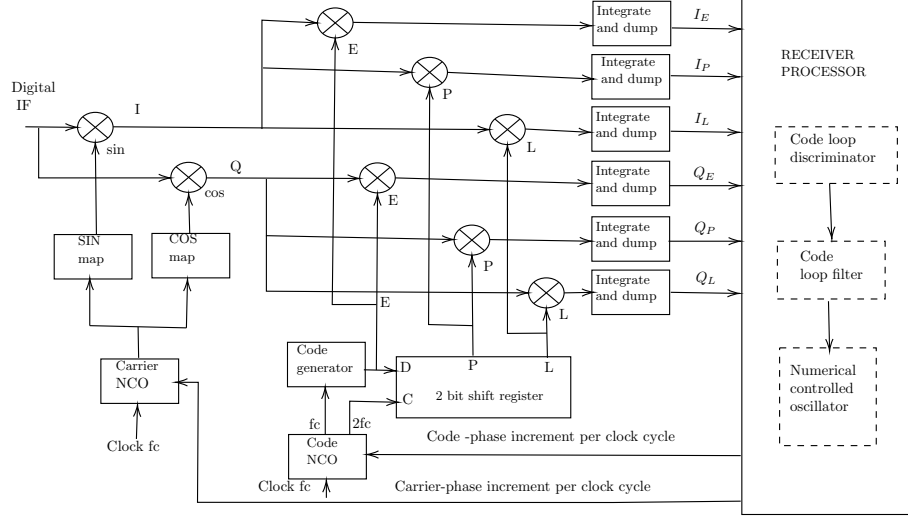 Integrate
and dump
I_E
E
Integrate
and dump
I_P
RECEIVER
PROCESSOR
P
Digital
IF
I
Integrate
and dump
I_L
sin
L
Code loop
discriminator
Q
Integrate
and dump
Q_E
cos
E
SIN
map
COS
map
Integrate
and dump
Q_P
P
Code
loop filter
Integrate
and dump
Q_L
E
L
Code
generator
P
D
L
Carrier
NCO
2 bit shift register
C
Numerical
controlled
oscillator
fc
2fc
Clock fc
Code
NCO
Code -phase increment per clock cycle
Clock fc
Carrier-phase increment per clock cycle